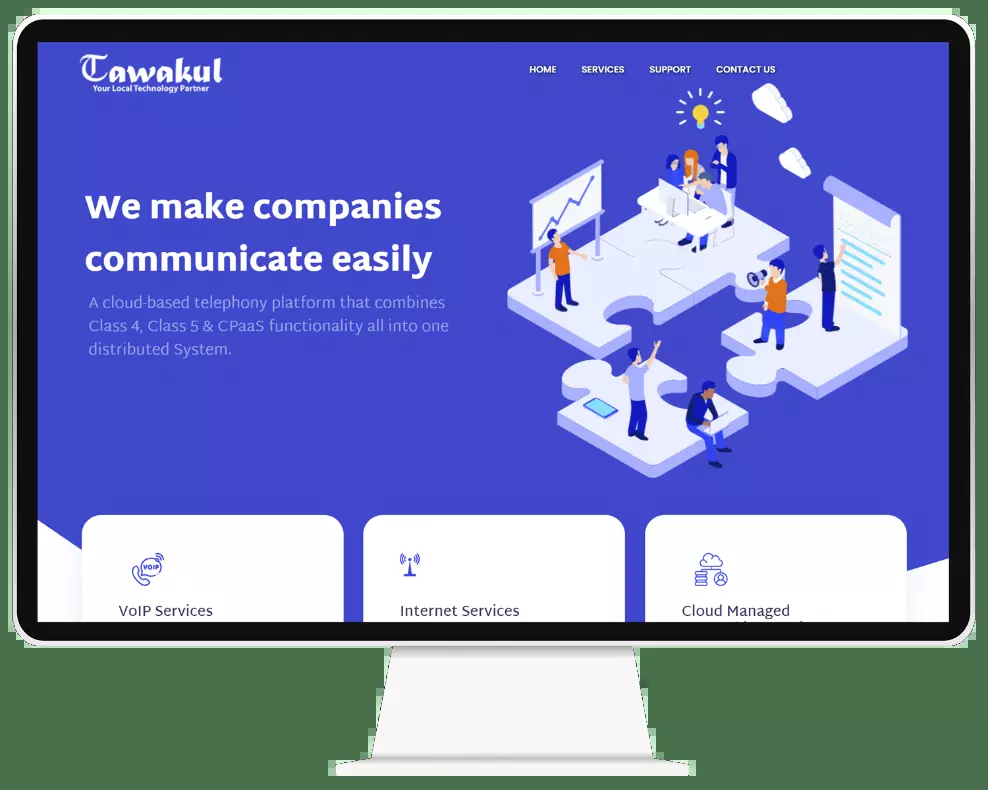 Tawakul
Your Local Technology Partner
HOME SERVICES SUPPORT CONTACT US
We make companies
communicate easily
A cloud-based telephony platform that combines
Class 4, Class 5 & CPaaS functionality all into one
distributed System.
VOIP
VoIP Services
Internet Services
Cloud Managed